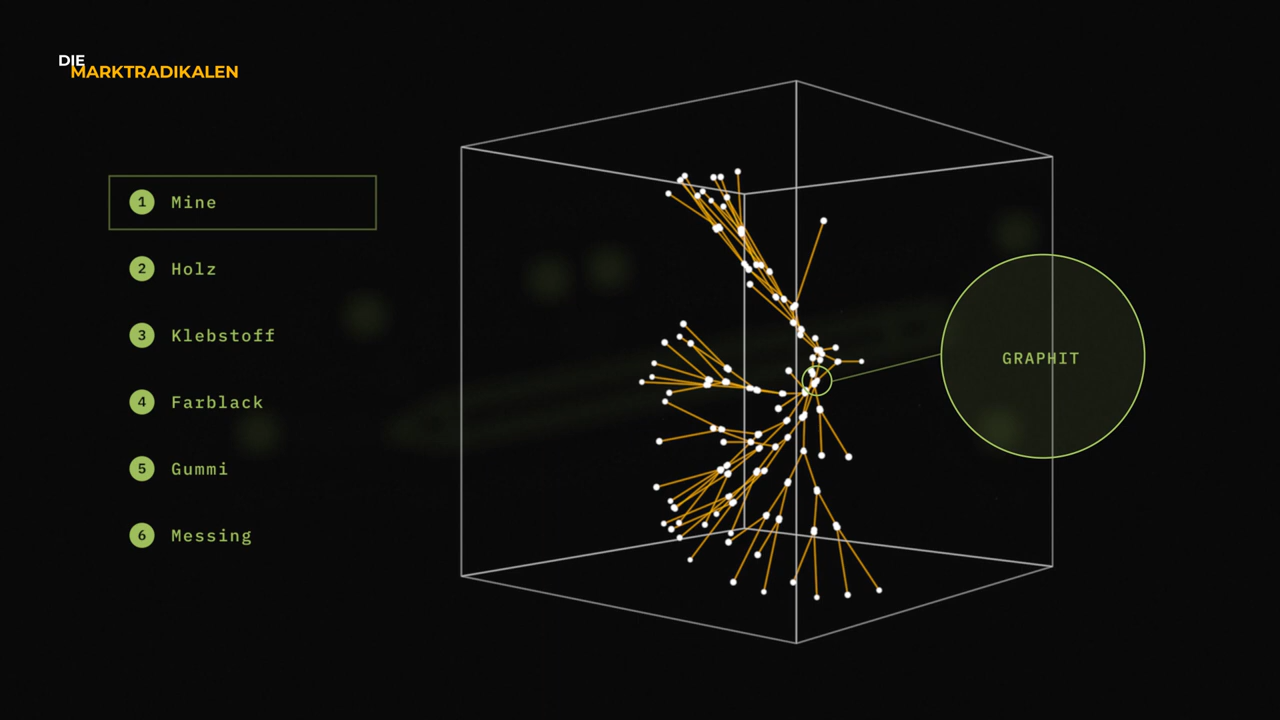 DIE
MARKTRADIKALEN
1 Mine
2 Holz
3 Klebstoff
4 Farblack
5 Gummi
6 Messing
GRAPHIT